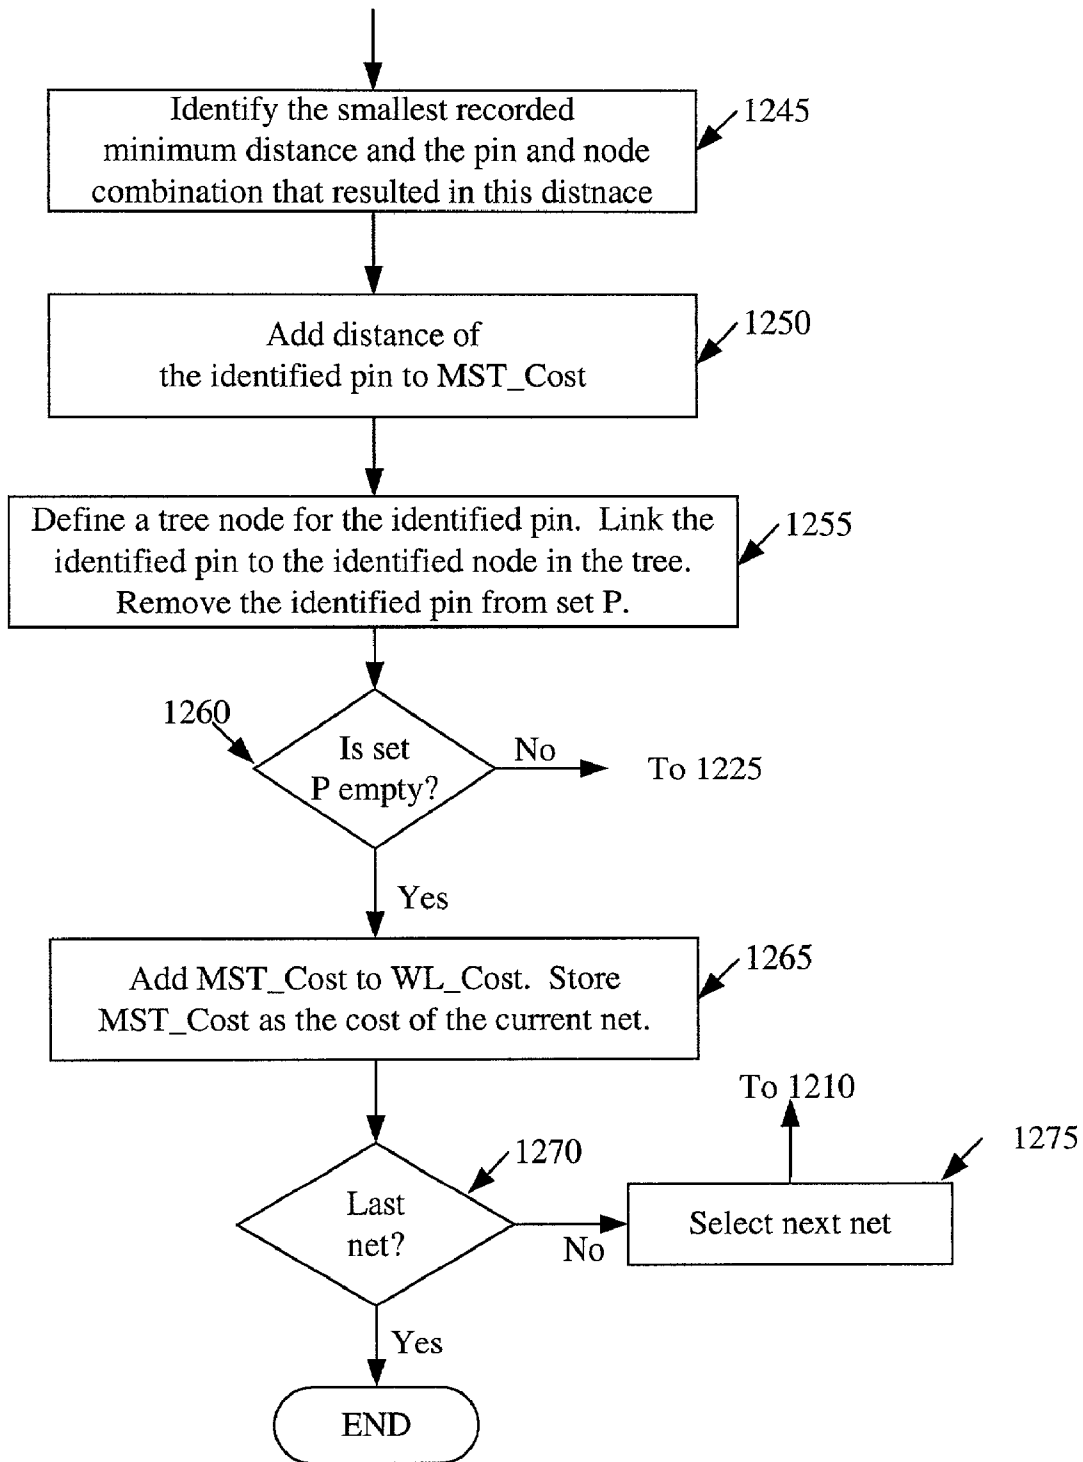 Identify the smallest recorded
minimum distance and the pin and node
combination that resulted in this distnace
1245
Add distance of
the identified pin to MST_Cost
1250
Define a tree node for the identified pin. Link the
identified pin to the identified node in the tree.
Remove the identified pin from set P.
1255
1260
Is set
P empty?
No
To 1225
Yes
Add MST_Cost to WL_Cost. Store
MST_Cost as the cost of the current net.
1265
To 1210
1270
1275
Last
net?
No
Select next net
Yes
END